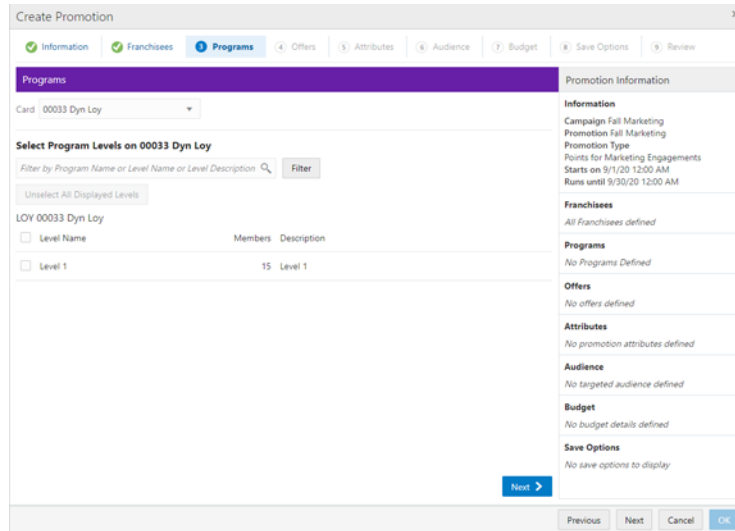 Create Promotion
Information Franchisees 3 Programs 4 Offers 5 Attributes 6 Audience 7 Budget 8 Save Options 9 Review
Programs
Card 00033 Dyn Loy
Select Program Levels on 00033 Dyn Loy
Filter by Program Name or Level Name or Level Description Filter
Unselect All Displayed Levels
LOY 00033 Dyn Loy
Level Name Members Description
Level 1 15 Level 1
Next
Promotion Information
Information
Campaign Fall Marketing
Promotion Fall Marketing
Promotion Type
Points for Marketing Engagements
Starts on 9/1/20 12:00 AM
Runs until 9/30/20 12:00 AM
Franchisees
All Franchisees defined
Programs
No Programs Defined
Offers
No offers defined
Attributes
No promotion attributes defined
Audience
No targeted audience defined
Budget
No budget details defined
Save Options
No save options to display
Previous Next Cancel OK